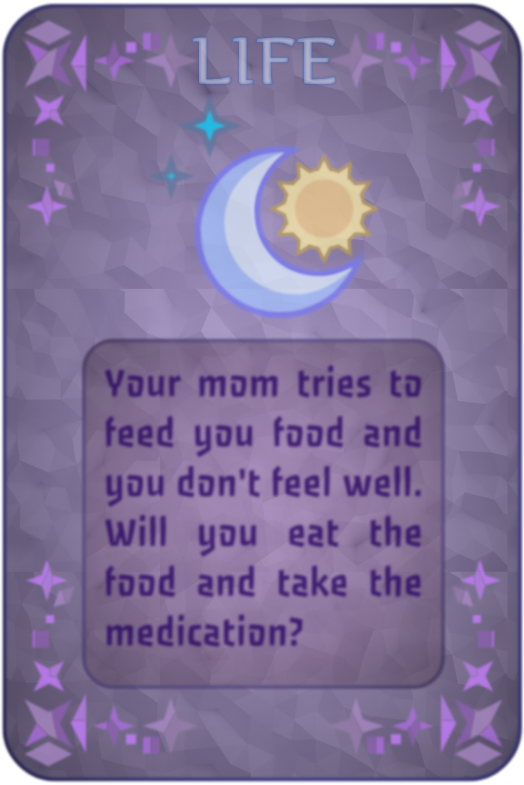 LIFE
Your mom tries to
feed you food and
you don't feel well.
Will you eat the
food and take the
medication?